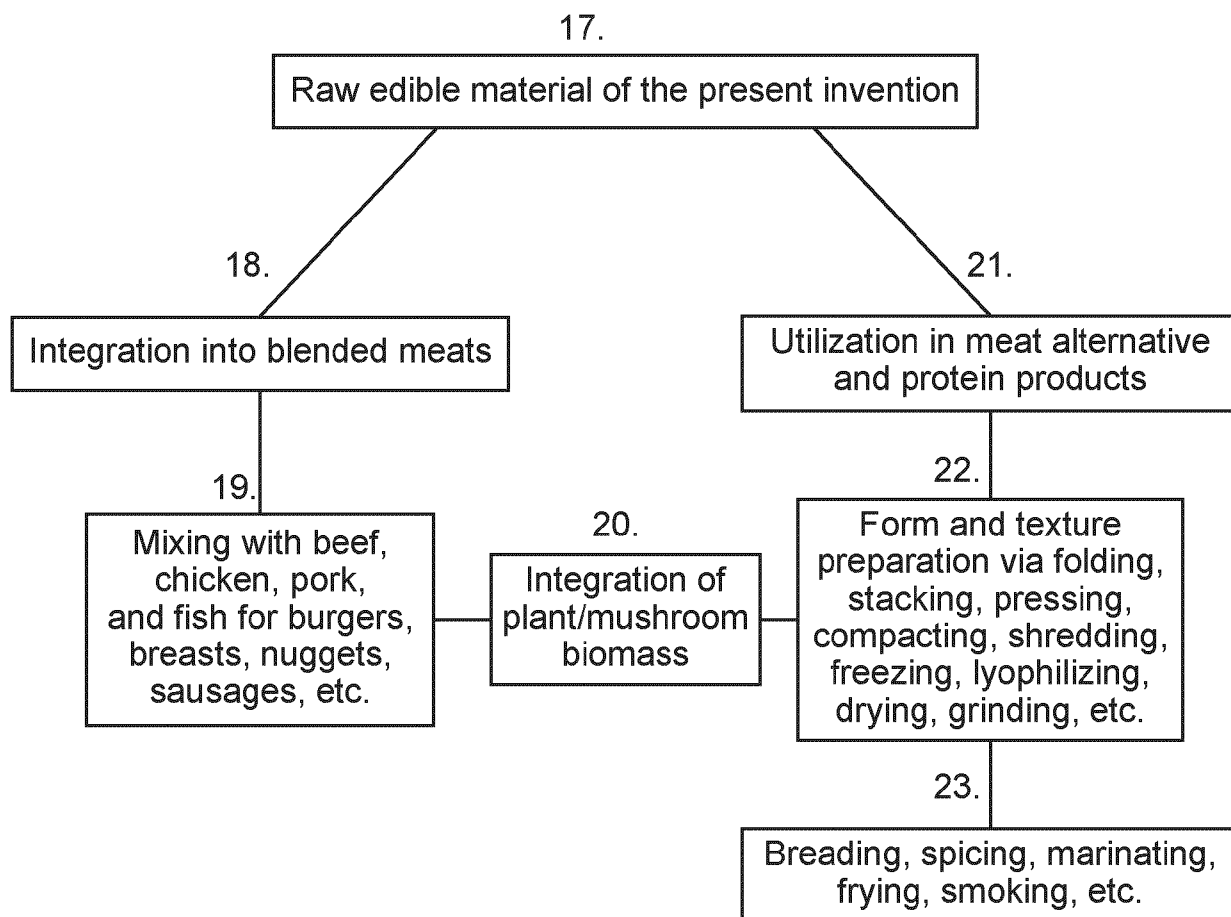 17.
Raw edible material of the present invention
18.
Integration into blended meats
19.
Mixing with beef,
chicken, pork,
and fish for burgers,
breasts, nuggets,
sausages, etc.
20.
Integration of
plant/mushroom
biomass
21.
Utilization in meat alternative
and protein products
22.
Form and texture
preparation via folding,
stacking, pressing,
compacting, shredding,
freezing, lyophilizing,
drying, grinding, etc.
23.
Breading, spicing, marinating,
frying, smoking, etc.